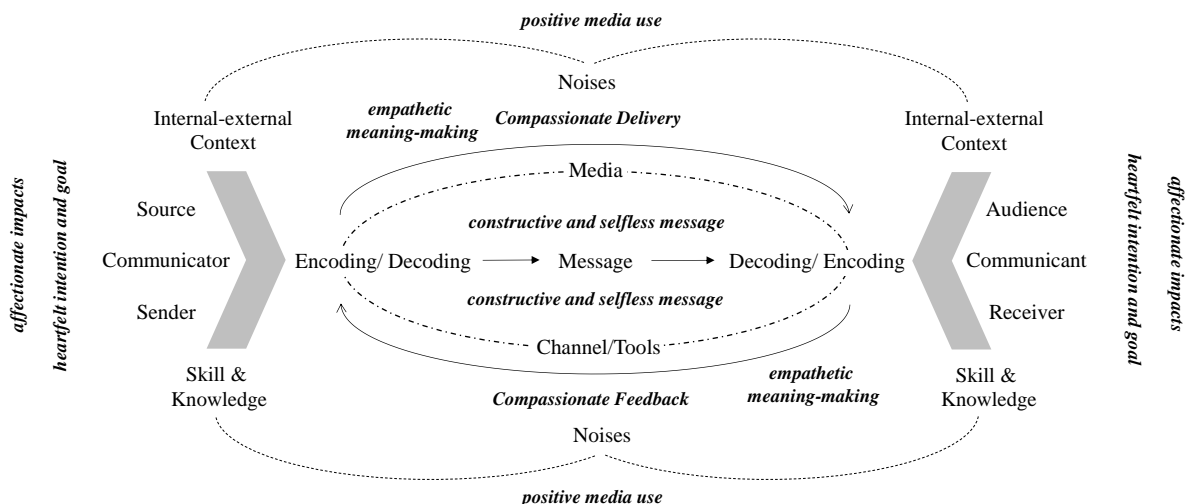 positive media use
Noises
empathetic
meaning-making
Compassionate Delivery
Internal-external
Context
Internal-external
Context
Media
affectionate impacts
heartfelt intention and goal
Source
Communicator
Sender
constructive and selfless message
Encoding/ Decoding
Message
Decoding/ Encoding
constructive and selfless message
Audience
Communicant
Receiver
heartfelt intention and goal
affectionate impacts
Channel/Tools
Skill &
Knowledge
Compassionate Feedback
empathetic
meaning-making
Skill &
Knowledge
Noises
positive media use